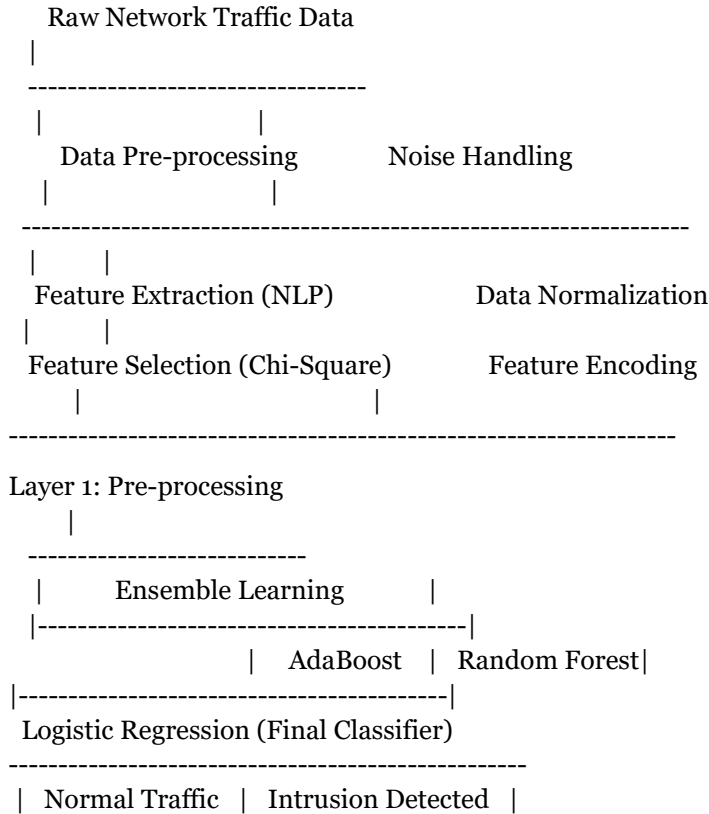 Raw Network Traffic Data
|
----------------------------------
| |
Data Pre-processing Noise Handling
| |
-------------------------------------------------------------------
| |
Feature Extraction (NLP) Data Normalization
| |
Feature Selection (Chi-Square) Feature Encoding
| |
-------------------------------------------------------------------
Layer 1: Pre-processing
|
----------------------------
| Ensemble Learning |
|-------------------------------------------|
| AdaBoost | Random Forest|
|-------------------------------------------|
Logistic Regression (Final Classifier)
----------------------------------------------------
| Normal Traffic | Intrusion Detected |